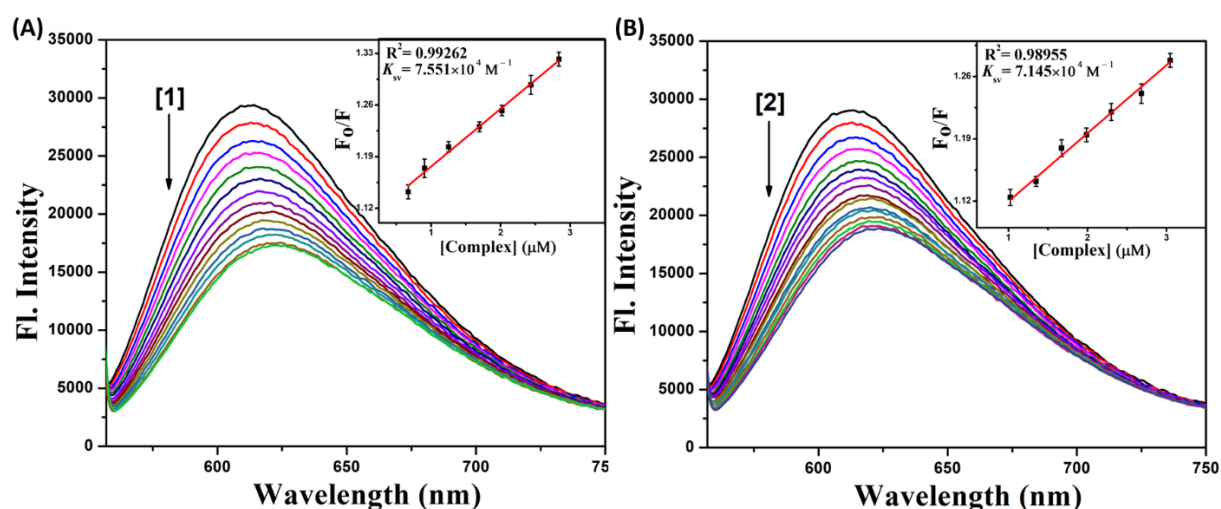 (A)
35000
30000
25000
20000
15000
10000
5000
0
Fl. Intensity
[1]
R² = 0.99262
Ksv = 7.551×10⁴ M⁻¹
1.33
1.26
1.19
1.12
F₀/F
1
2
3
[Complex] (μM)
600
650
700
75
Wavelength (nm)
(B)
35000
30000
25000
20000
15000
10000
5000
0
Fl. Intensity
[2]
R² = 0.98955
Ksv = 7.145×10⁴ M⁻¹
1.26
1.19
1.12
F₀/F
1
2
3
[Complex] (μM)
600
650
700
750
Wavelength (nm)